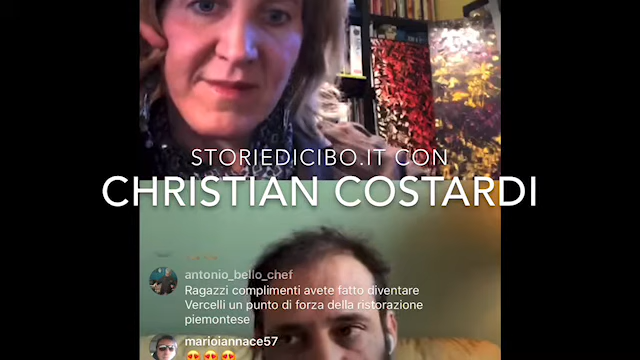 STORIEDICIBO.IT CON
CHRISTIAN COSTARDI
antonio_bello_chef
Ragazzi complimenti avete fatto diventare
Vercelli un punto di forza della ristorazione
piemontese
marioiannace57
😍😍😍